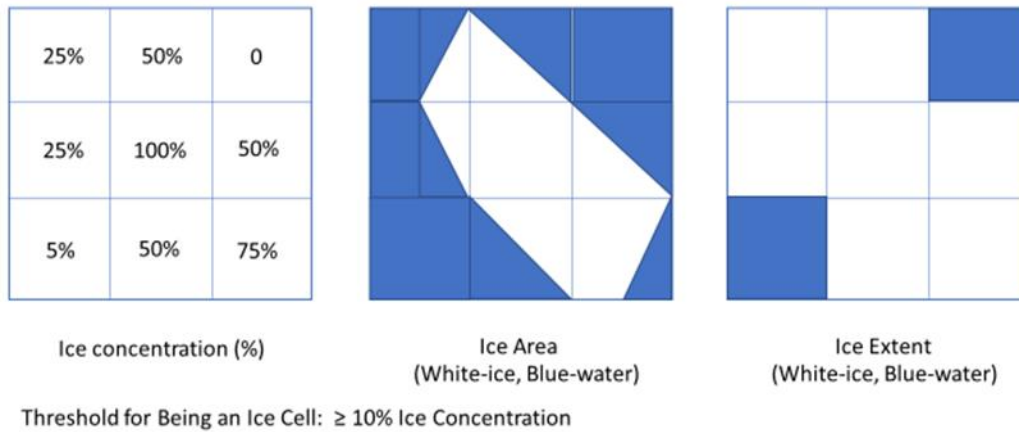 25% 50% 0
25% 100% 50%
5% 50% 75%
Ice concentration (%)
Ice Area
(White-ice, Blue-water)
Ice Extent
(White-ice, Blue-water)
Threshold for Being an Ice Cell: ≥ 10% Ice Concentration